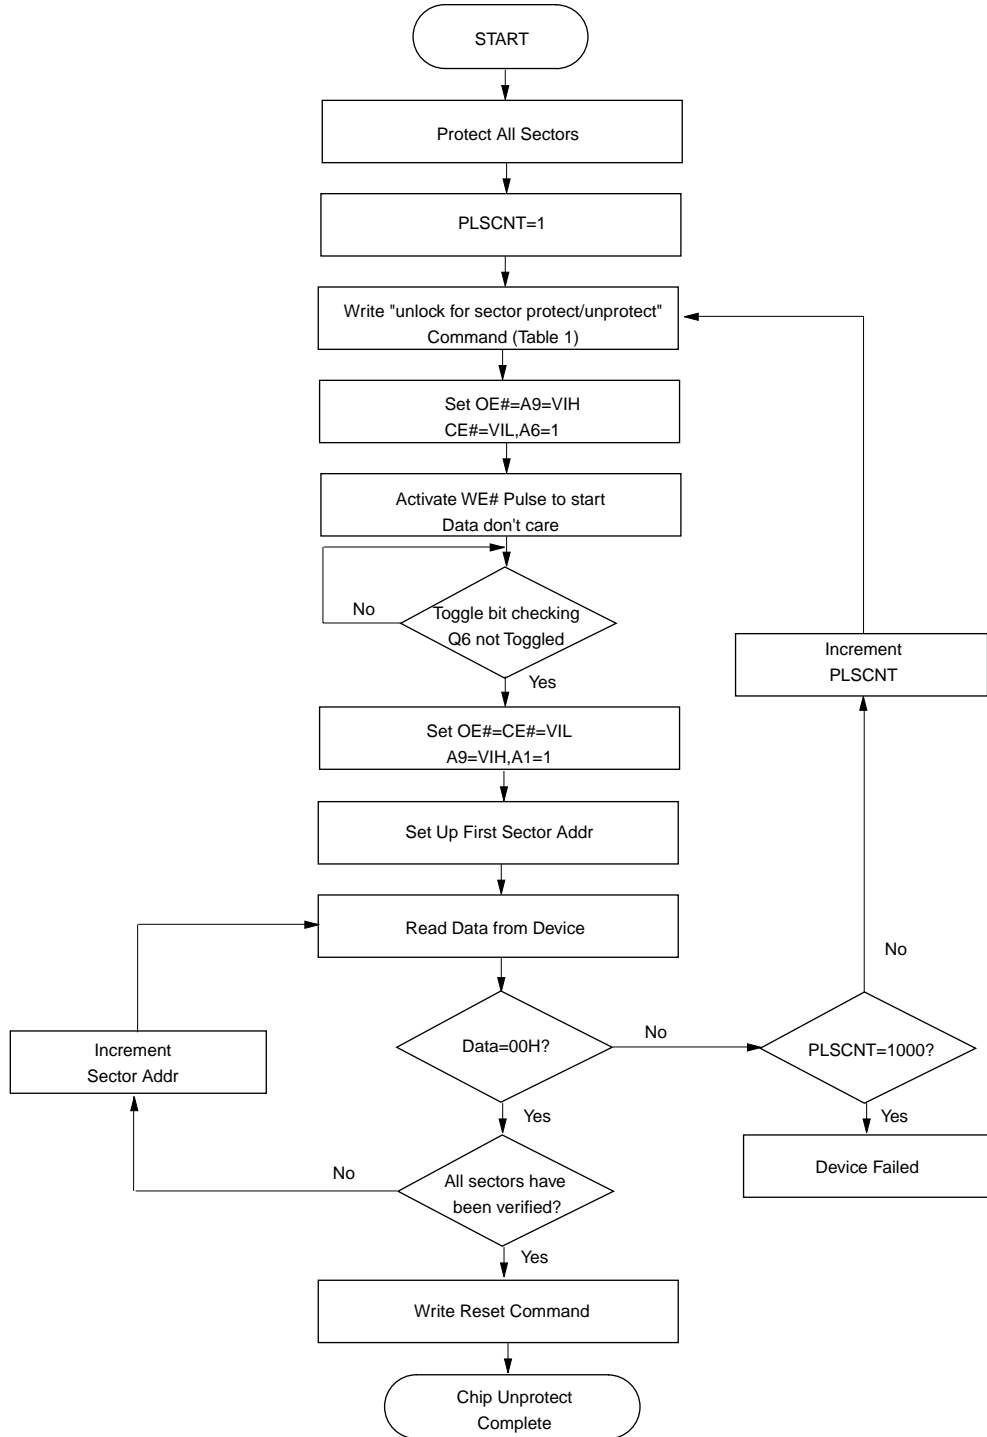 START
Protect All Sectors
PLSCNT=1
Write "unlock for sector protect/unprotect"
Command (Table 1)
Set OE#=A9=VIH
CE#=VIL,A6=1
Activate WE# Pulse to start
Data don't care
No
Toggle bit checking
Q6 not Toggled
Yes
Increment
PLSCNT
Set OE#=CE#=VIL
A9=VIH,A1=1
Set Up First Sector Addr
Read Data from Device
No
Increment
Sector Addr
Data=00H?
No
PLSCNT=1000?
Yes
Yes
Device Failed
No
All sectors have
been verified?
Yes
Write Reset Command
Chip Unprotect
Complete